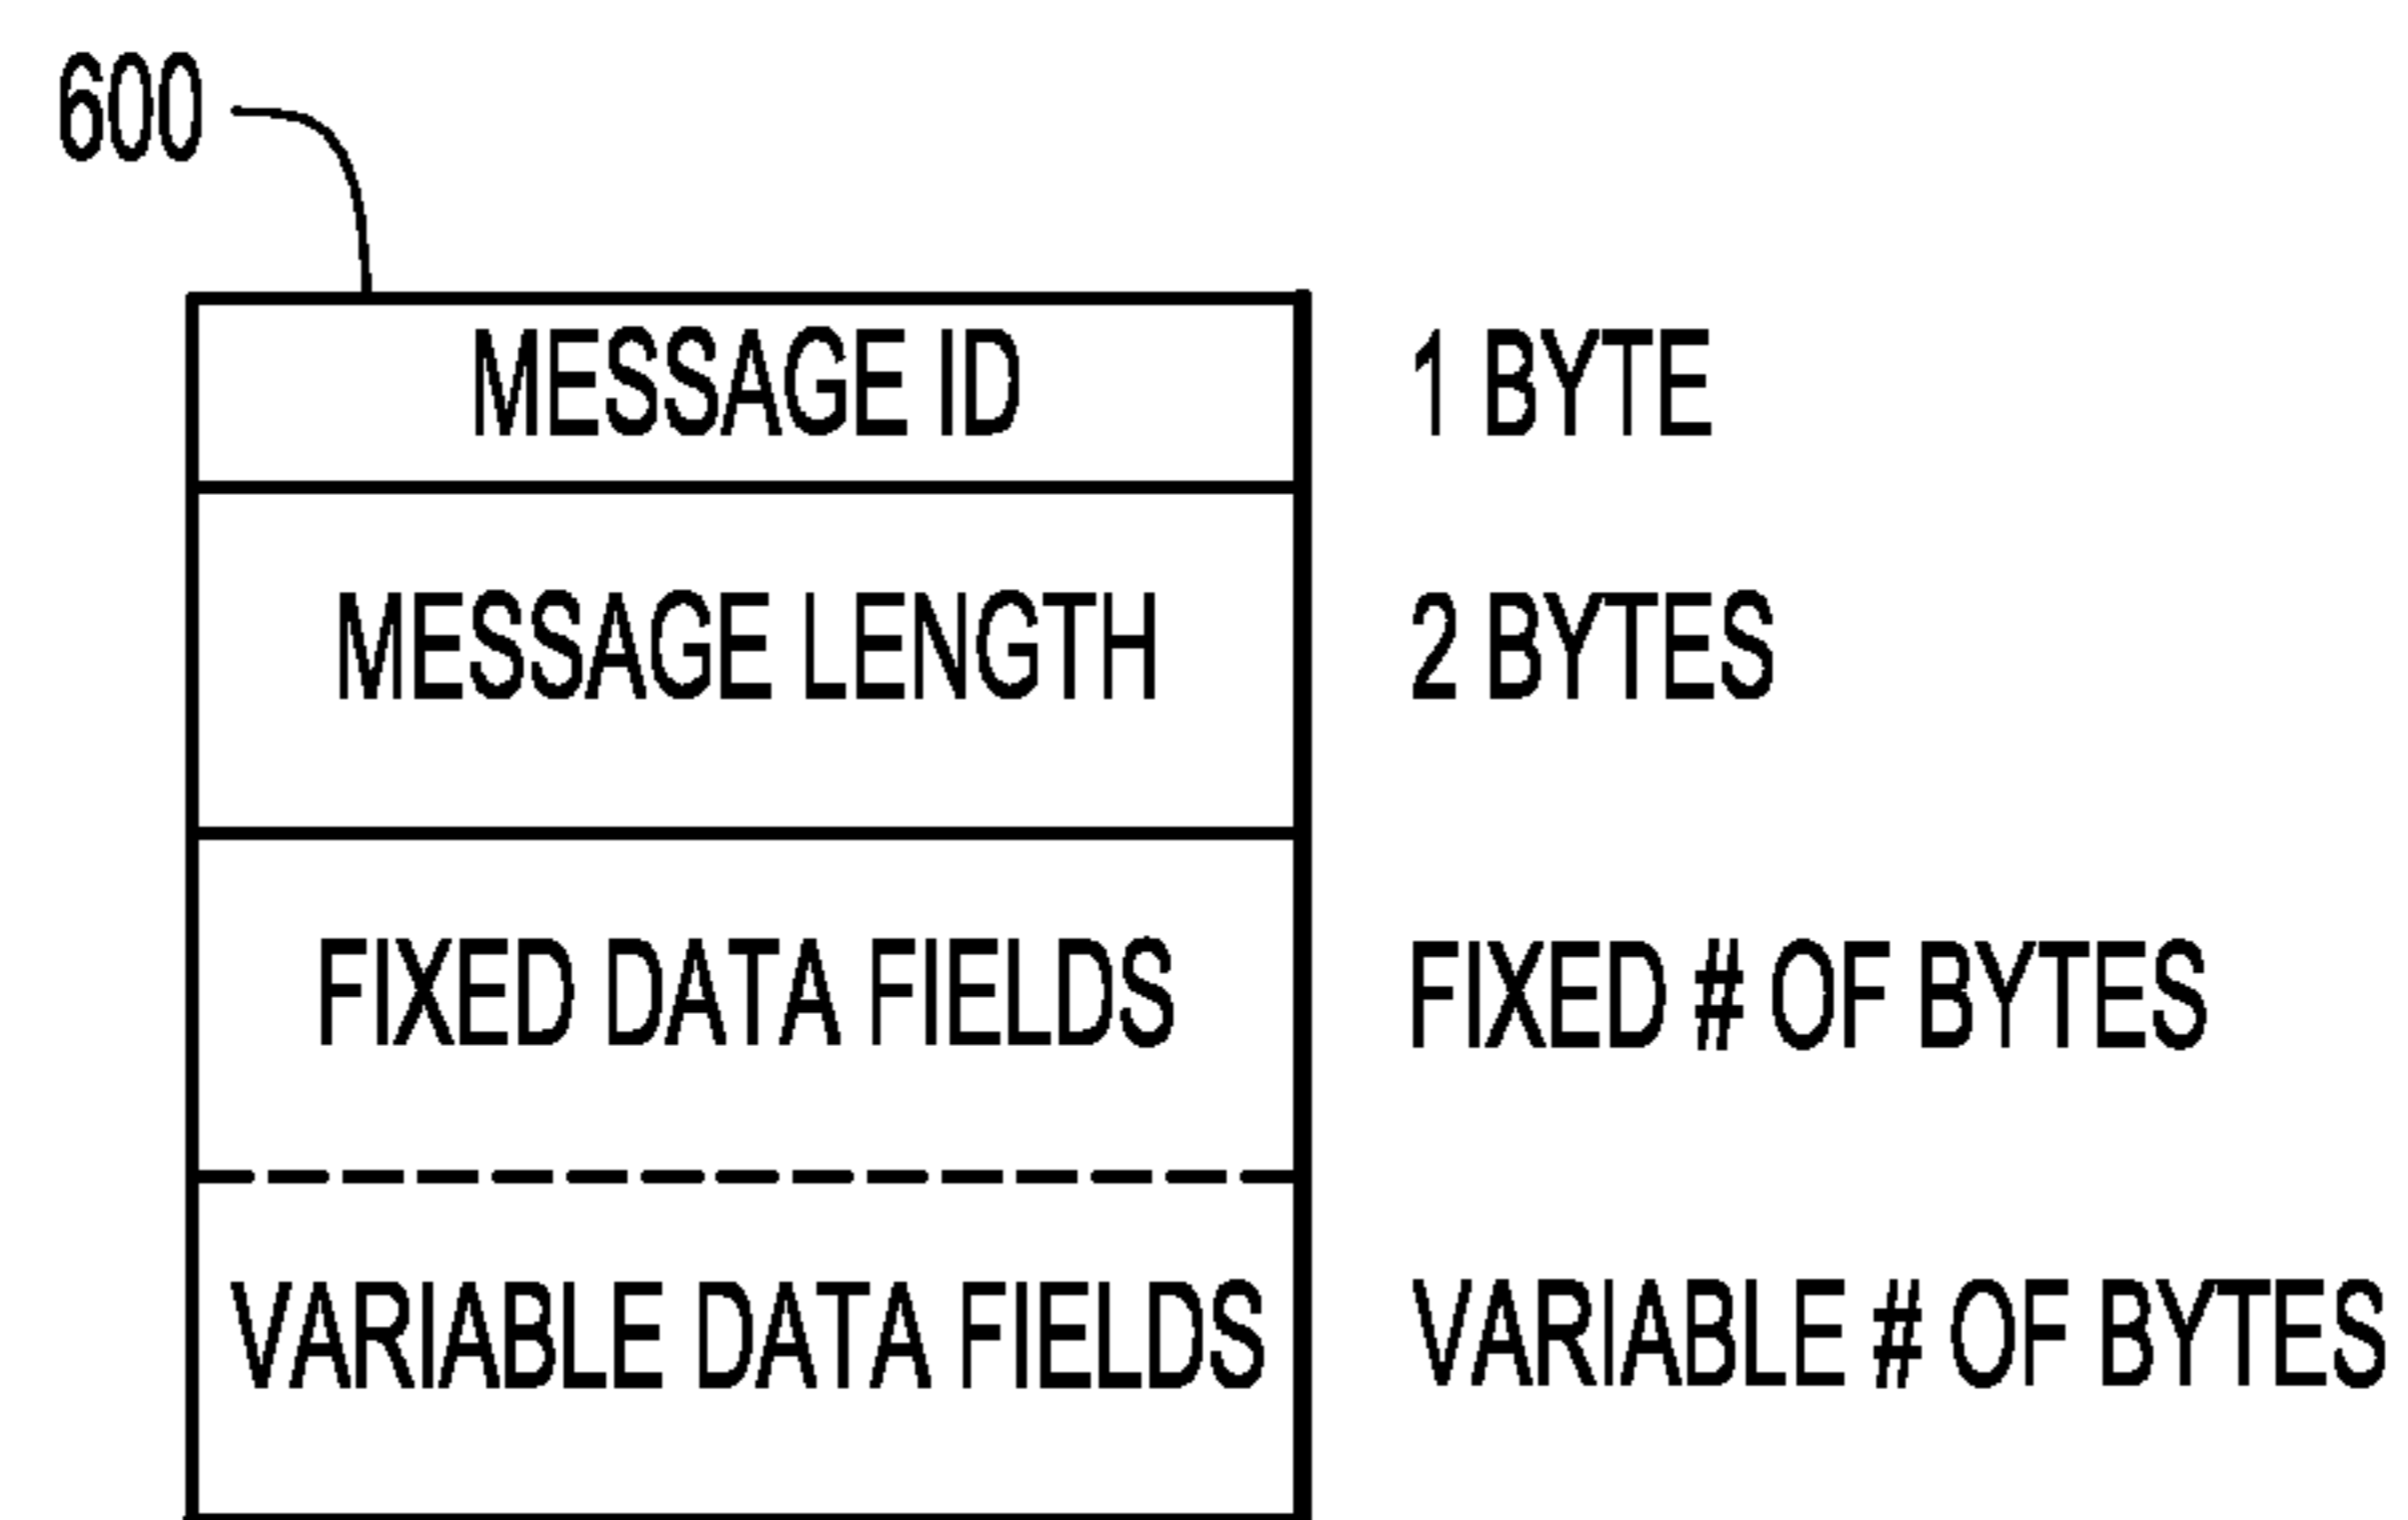 600
MESSAGE ID 1 BYTE
MESSAGE LENGTH 2 BYTES
FIXED DATA FIELDS FIXED # OF BYTES
VARIABLE DATA FIELDS VARIABLE # OF BYTES